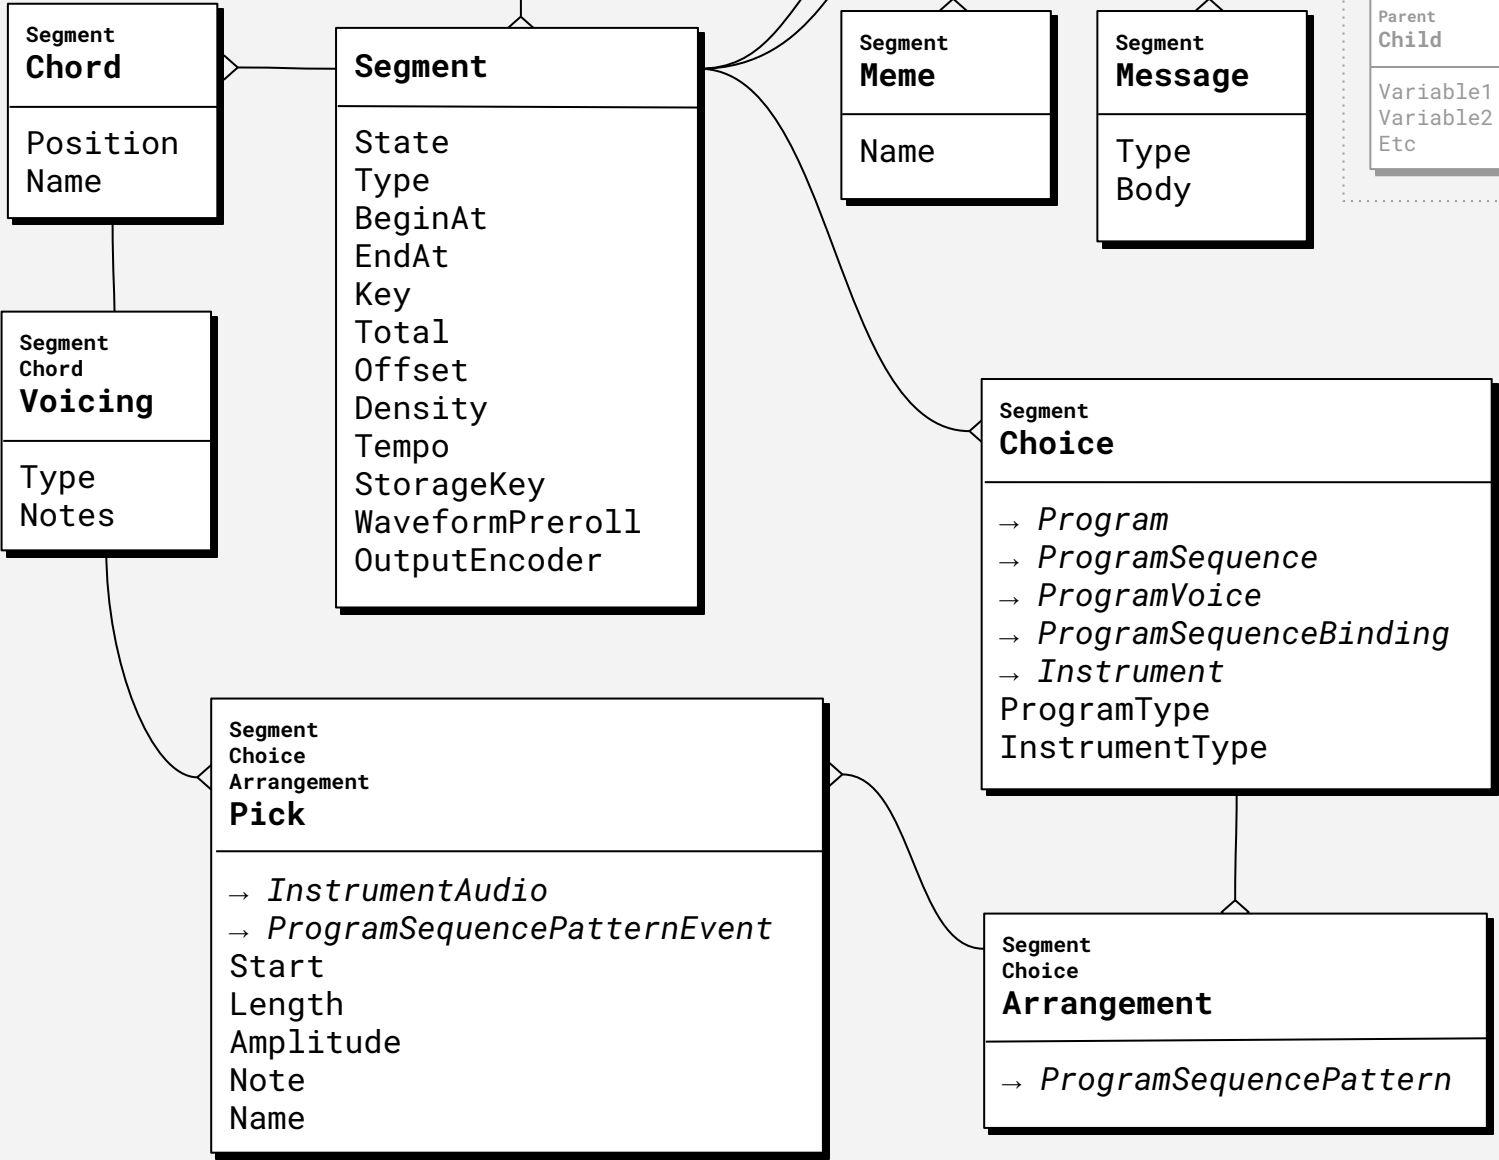 Segment
Chord
Position
Name
Segment
State
Type
BeginAt
EndAt
Key
Total
Offset
Density
Tempo
StorageKey
WaveformPreroll
OutputEncoder
Segment
Meme
Name
Segment
Message
Type
Body
Parent
Child
Variable1
Variable2
Etc
Segment
Chord
Voicing
Type
Notes
Segment
Choice
→ Program
→ ProgramSequence
→ ProgramVoice
→ ProgramSequenceBinding
→ Instrument
ProgramType
InstrumentType
Segment
Choice
Arrangement
Pick
→ InstrumentAudio
→ ProgramSequencePatternEvent
Start
Length
Amplitude
Note
Name
Segment
Choice
Arrangement
→ ProgramSequencePattern